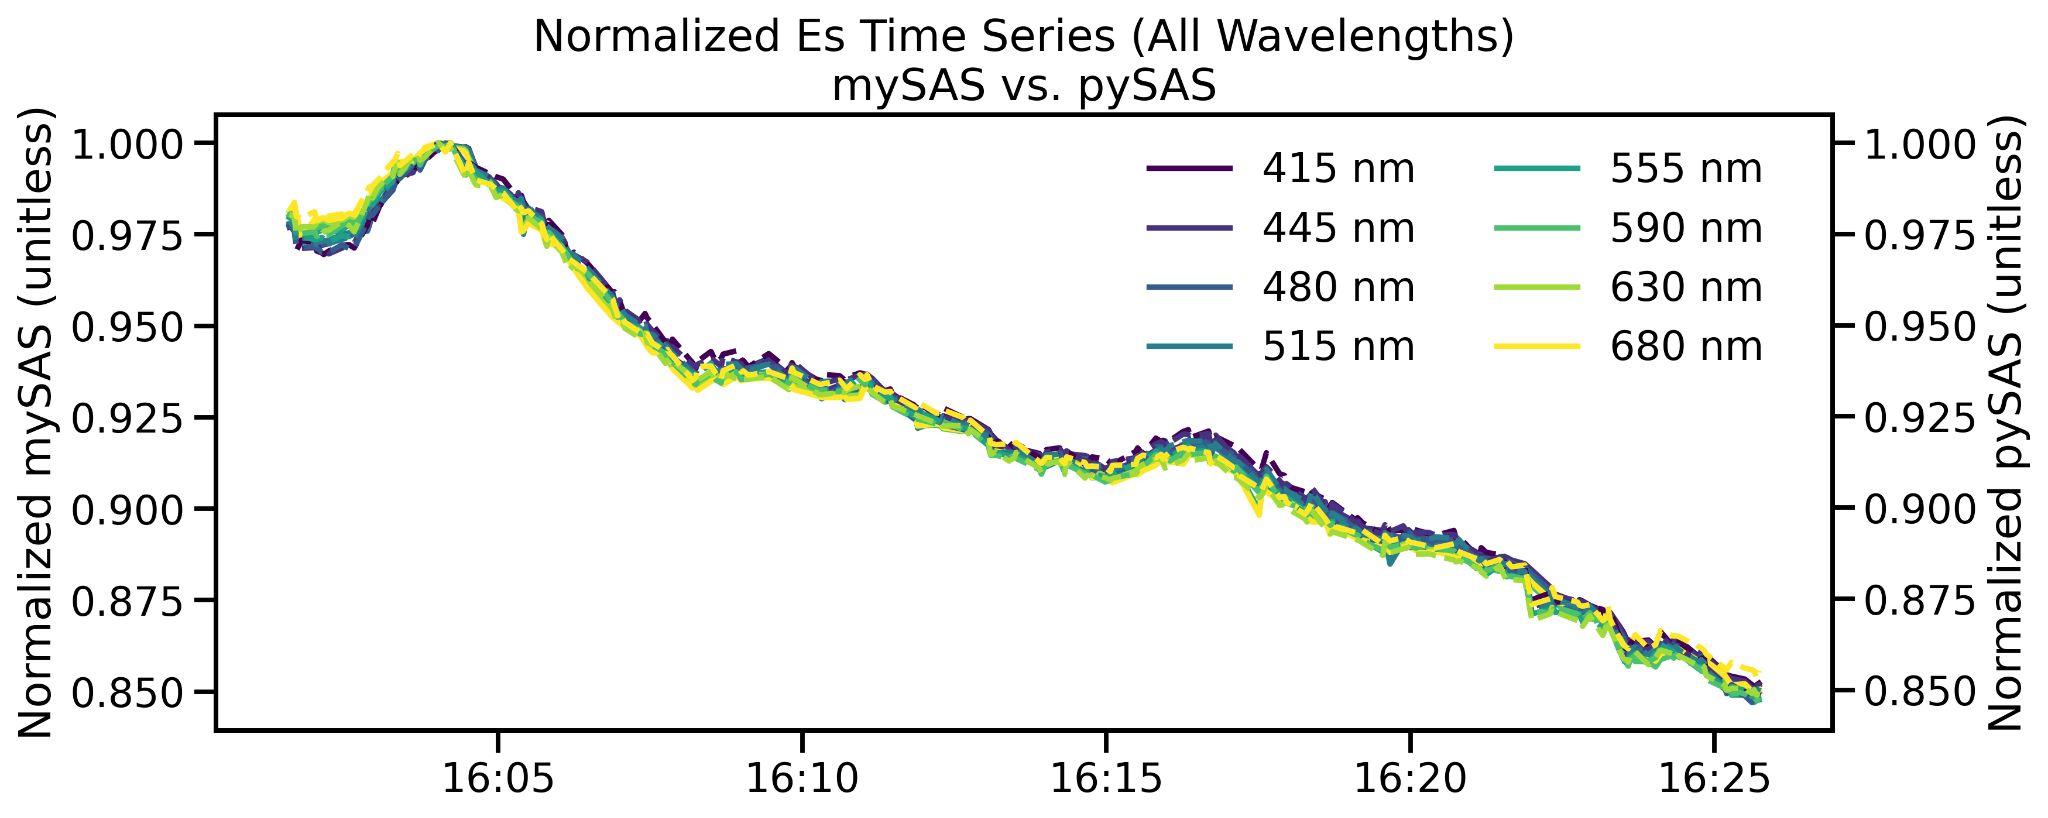 Normalized Es Time Series (All Wavelengths)
mySAS vs. pySAS
Normalized mySAS (unitless)
1.000
0.975
0.950
0.925
0.900
0.875
0.850
415 nm
445 nm
480 nm
515 nm
555 nm
590 nm
630 nm
680 nm
1.000
0.975
0.950
0.925
0.900
0.875
0.850
Normalized pySAS (unitless)
16:05
16:10
16:15
16:20
16:25